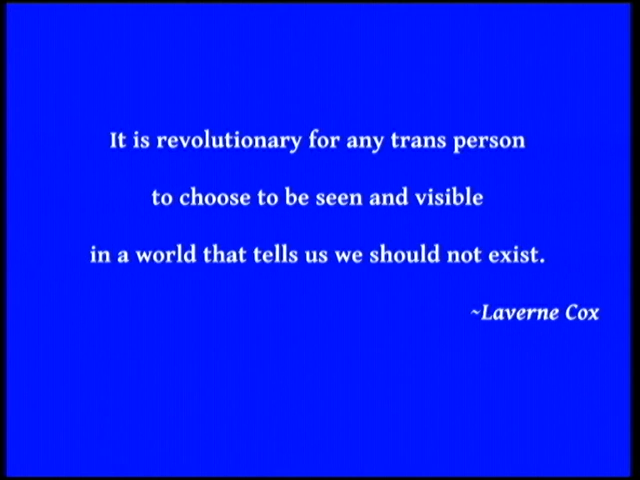 It is revolutionary for any trans person
to choose to be seen and visible
in a world that tells us we should not exist.
~Laverne Cox